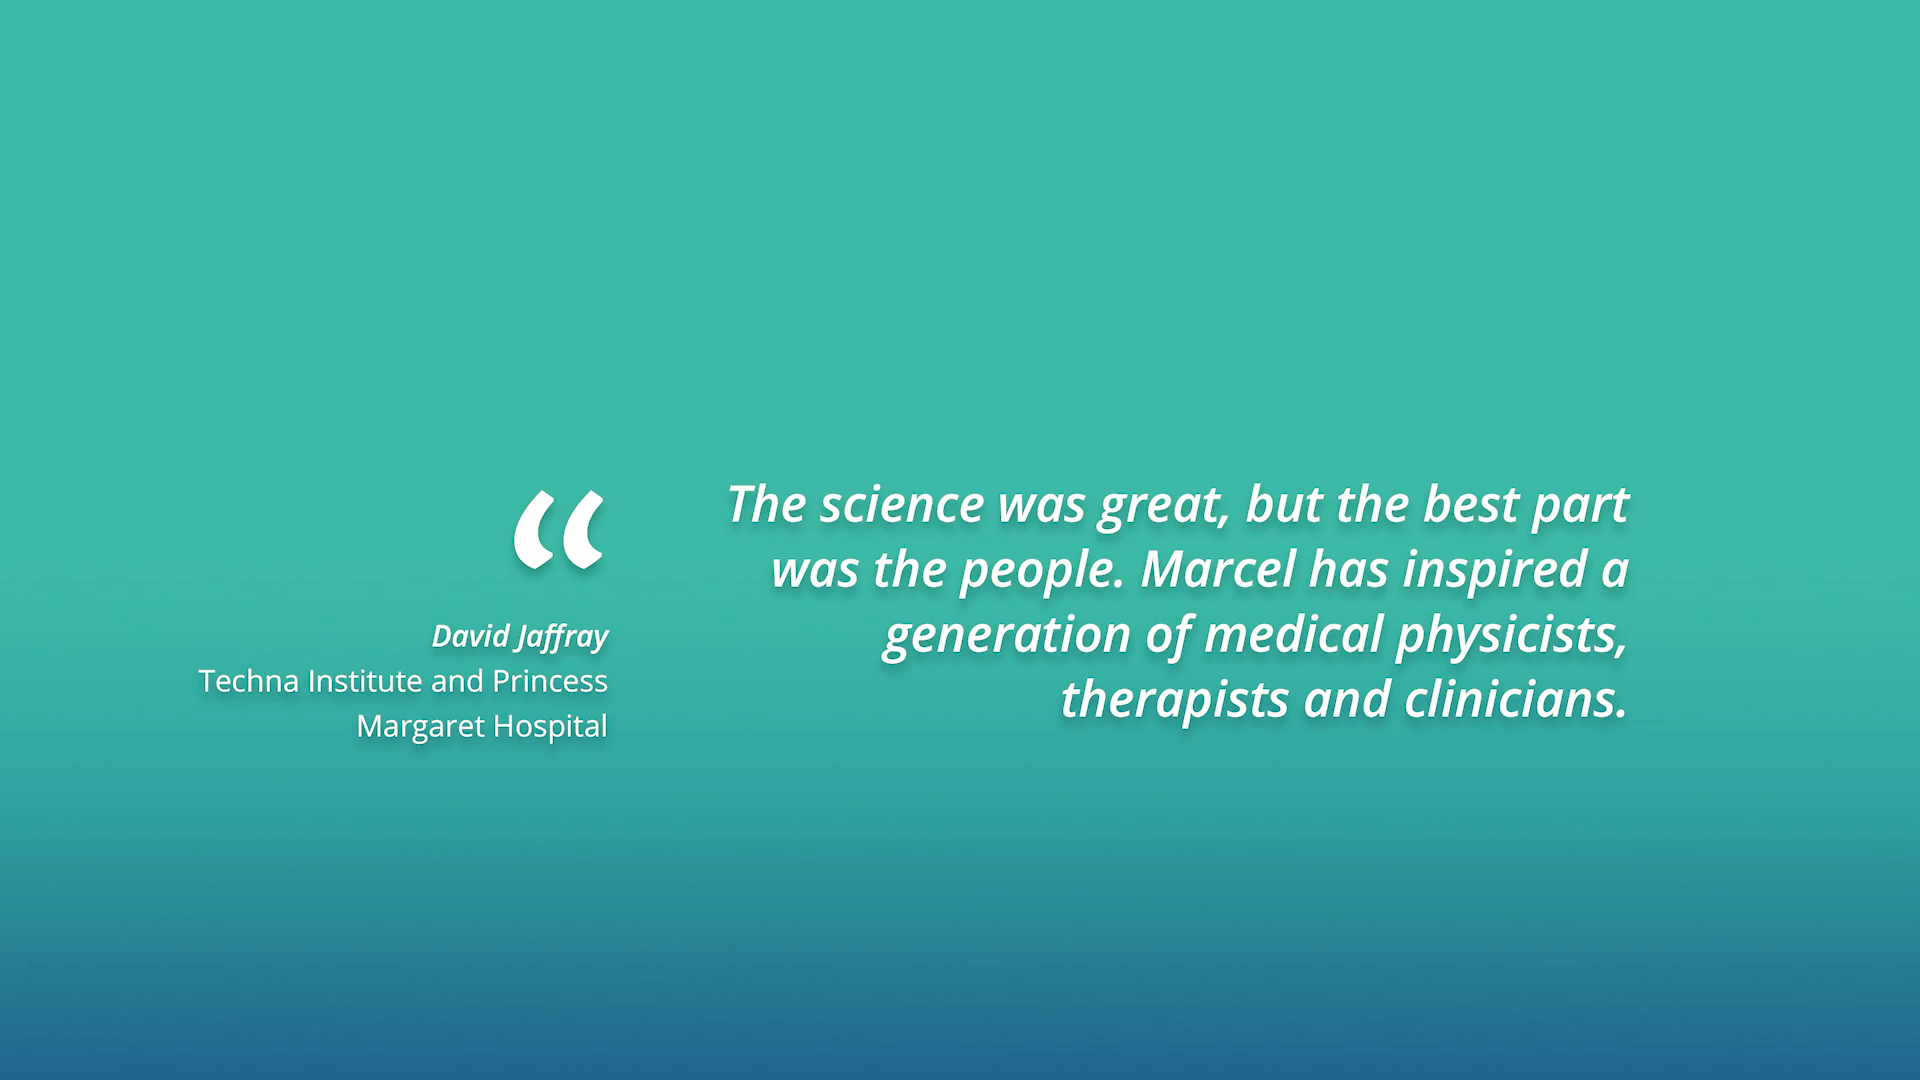 “
David Jaffray
Techna Institute and Princess
Margaret Hospital
The science was great, but the best part
was the people. Marcel has inspired a
generation of medical physicists,
therapists and clinicians.